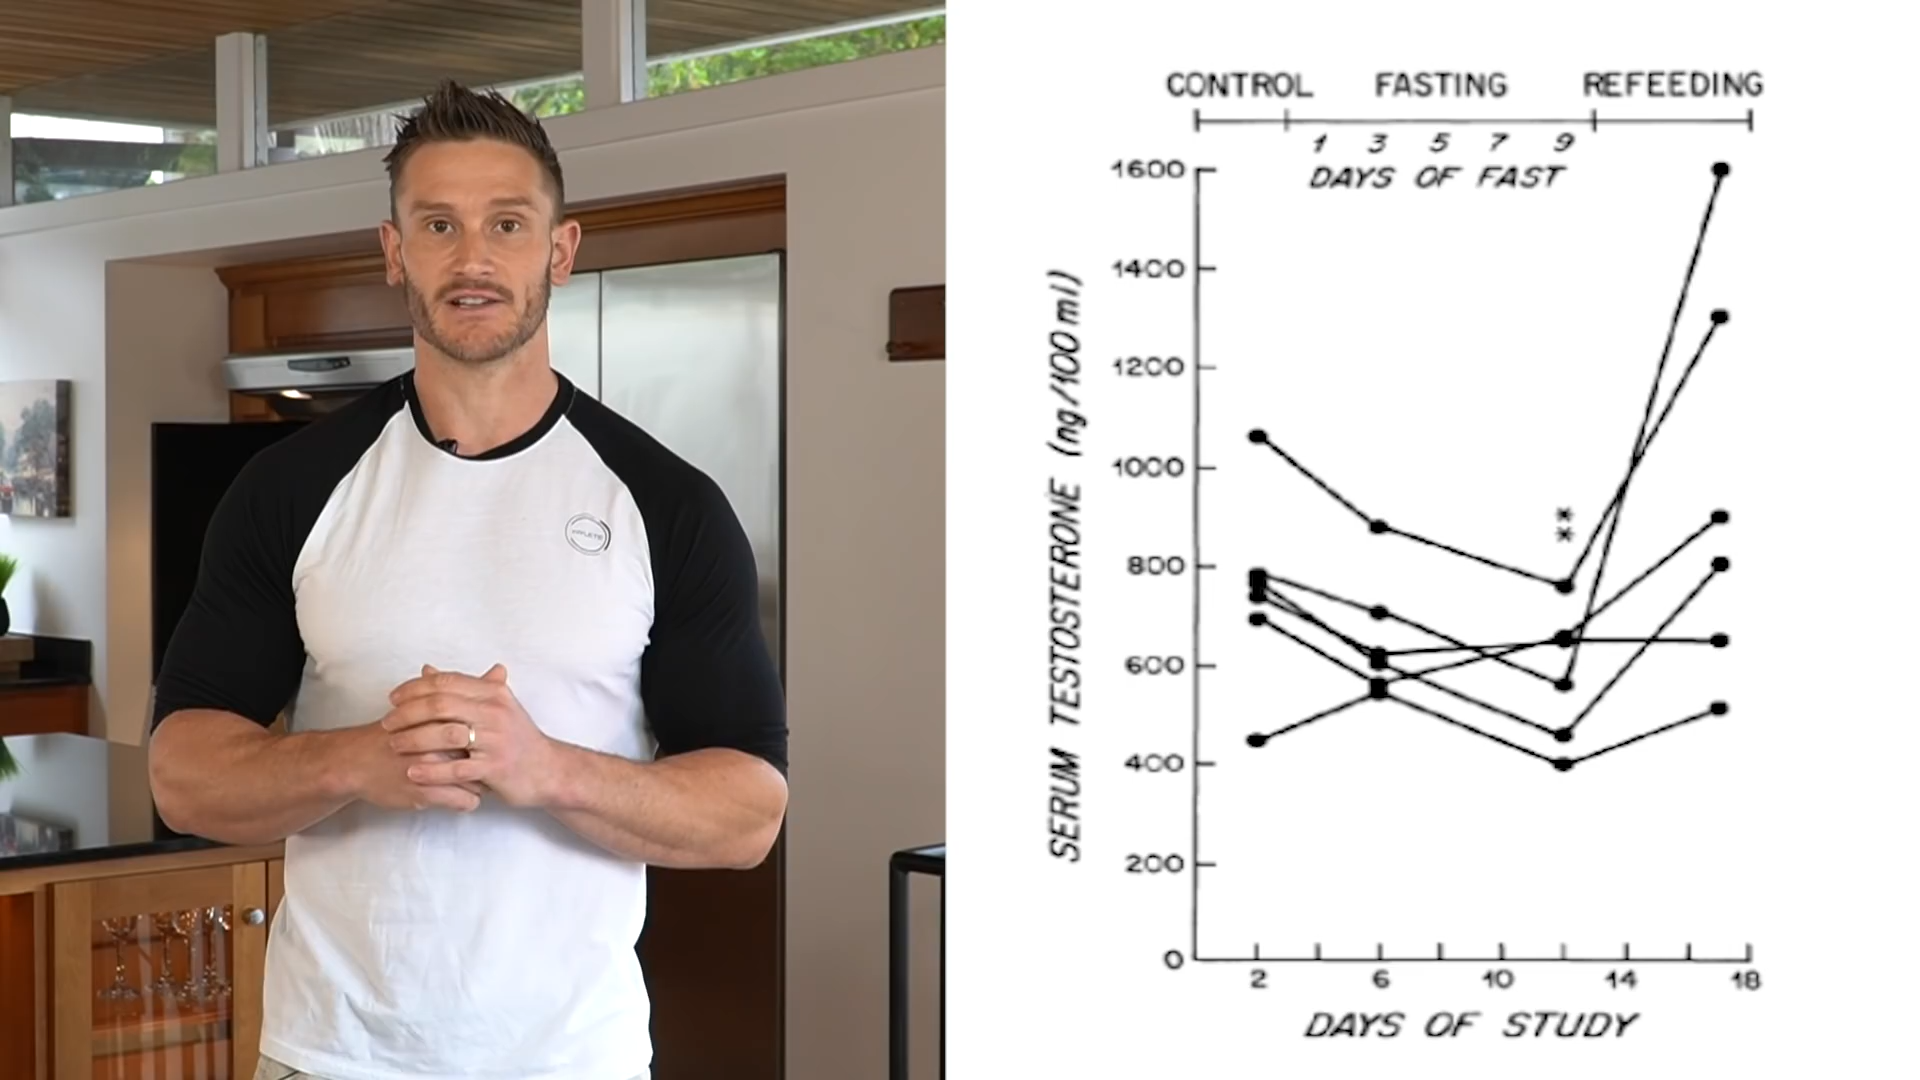 CONTROL FASTING REFEEDING
1 3 5 7 9
DAYS OF FAST
1600
1400
1200
1000
800
600
400
200
0
SERUM TESTOSTERONE (ng/100 ml)
*
*
2 6 10 14 18
DAYS OF STUDY